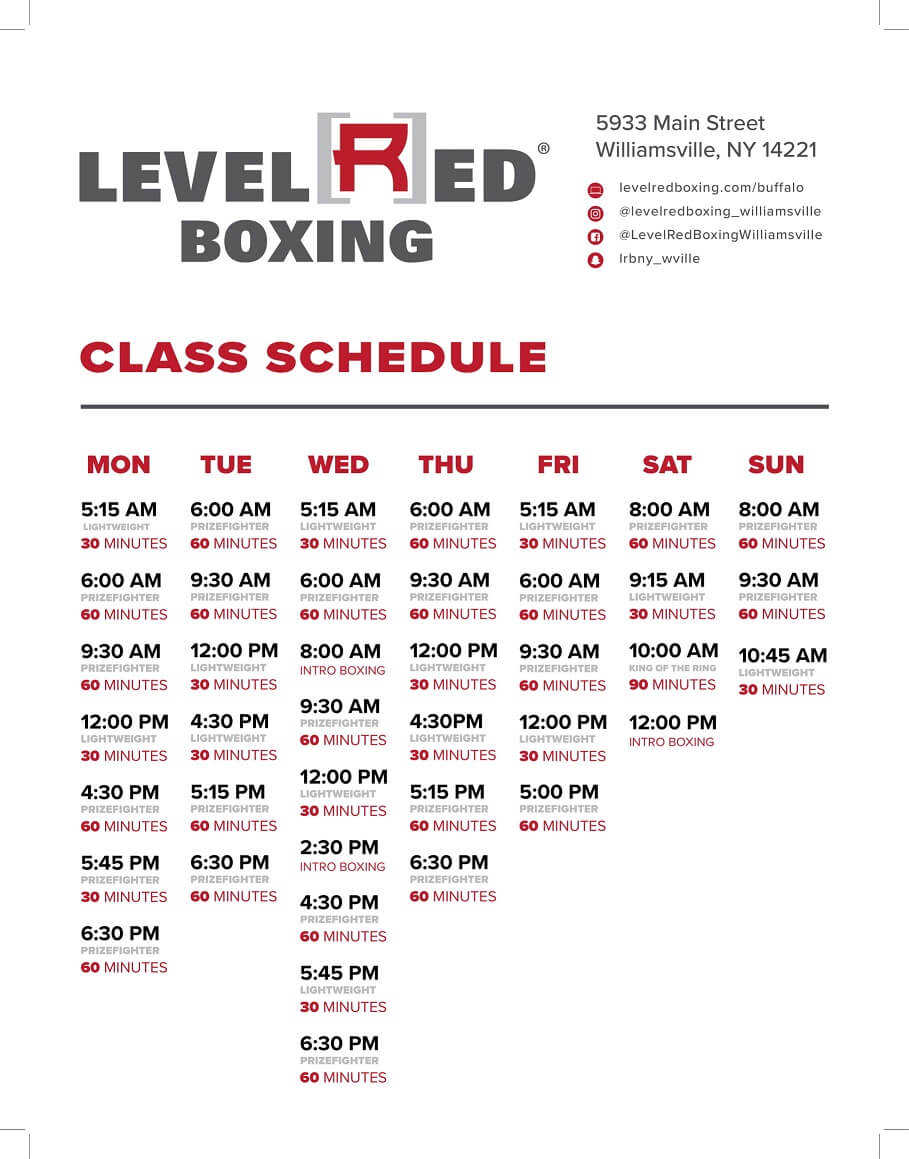 LEVEL[R]ED®
BOXING
5933 Main Street
Williamsville, NY 14221
levelredboxing.com/buffalo
@levelredboxing_williamsville
@LevelRedBoxingWilliamsville
lrbny_wville
CLASS SCHEDULE
MON
5:15 AM
LIGHTWEIGHT
30 MINUTES
6:00 AM
PRIZEFIGHTER
60 MINUTES
9:30 AM
PRIZEFIGHTER
60 MINUTES
12:00 PM
LIGHTWEIGHT
30 MINUTES
4:30 PM
PRIZEFIGHTER
60 MINUTES
5:45 PM
PRIZEFIGHTER
30 MINUTES
6:30 PM
PRIZEFIGHTER
60 MINUTES
TUE
6:00 AM
PRIZEFIGHTER
60 MINUTES
9:30 AM
PRIZEFIGHTER
60 MINUTES
12:00 PM
LIGHTWEIGHT
30 MINUTES
4:30 PM
LIGHTWEIGHT
30 MINUTES
5:15 PM
PRIZEFIGHTER
60 MINUTES
6:30 PM
PRIZEFIGHTER
60 MINUTES
WED
5:15 AM
LIGHTWEIGHT
30 MINUTES
6:00 AM
PRIZEFIGHTER
60 MINUTES
8:00 AM
INTRO BOXING
9:30 AM
PRIZEFIGHTER
60 MINUTES
12:00 PM
LIGHTWEIGHT
30 MINUTES
2:30 PM
INTRO BOXING
4:30 PM
PRIZEFIGHTER
60 MINUTES
5:45 PM
LIGHTWEIGHT
30 MINUTES
6:30 PM
PRIZEFIGHTER
60 MINUTES
THU
6:00 AM
PRIZEFIGHTER
60 MINUTES
9:30 AM
PRIZEFIGHTER
60 MINUTES
12:00 PM
LIGHTWEIGHT
30 MINUTES
4:30PM
LIGHTWEIGHT
30 MINUTES
5:15 PM
PRIZEFIGHTER
60 MINUTES
6:30 PM
PRIZEFIGHTER
60 MINUTES
FRI
5:15 AM
LIGHTWEIGHT
30 MINUTES
6:00 AM
PRIZEFIGHTER
60 MINUTES
9:30 AM
PRIZEFIGHTER
60 MINUTES
12:00 PM
LIGHTWEIGHT
30 MINUTES
5:00 PM
PRIZEFIGHTER
60 MINUTES
SAT
8:00 AM
PRIZEFIGHTER
60 MINUTES
9:15 AM
LIGHTWEIGHT
30 MINUTES
10:00 AM
KING OF THE RING
90 MINUTES
12:00 PM
INTRO BOXING
SUN
8:00 AM
PRIZEFIGHTER
60 MINUTES
9:30 AM
PRIZEFIGHTER
60 MINUTES
10:45 AM
LIGHTWEIGHT
30 MINUTES